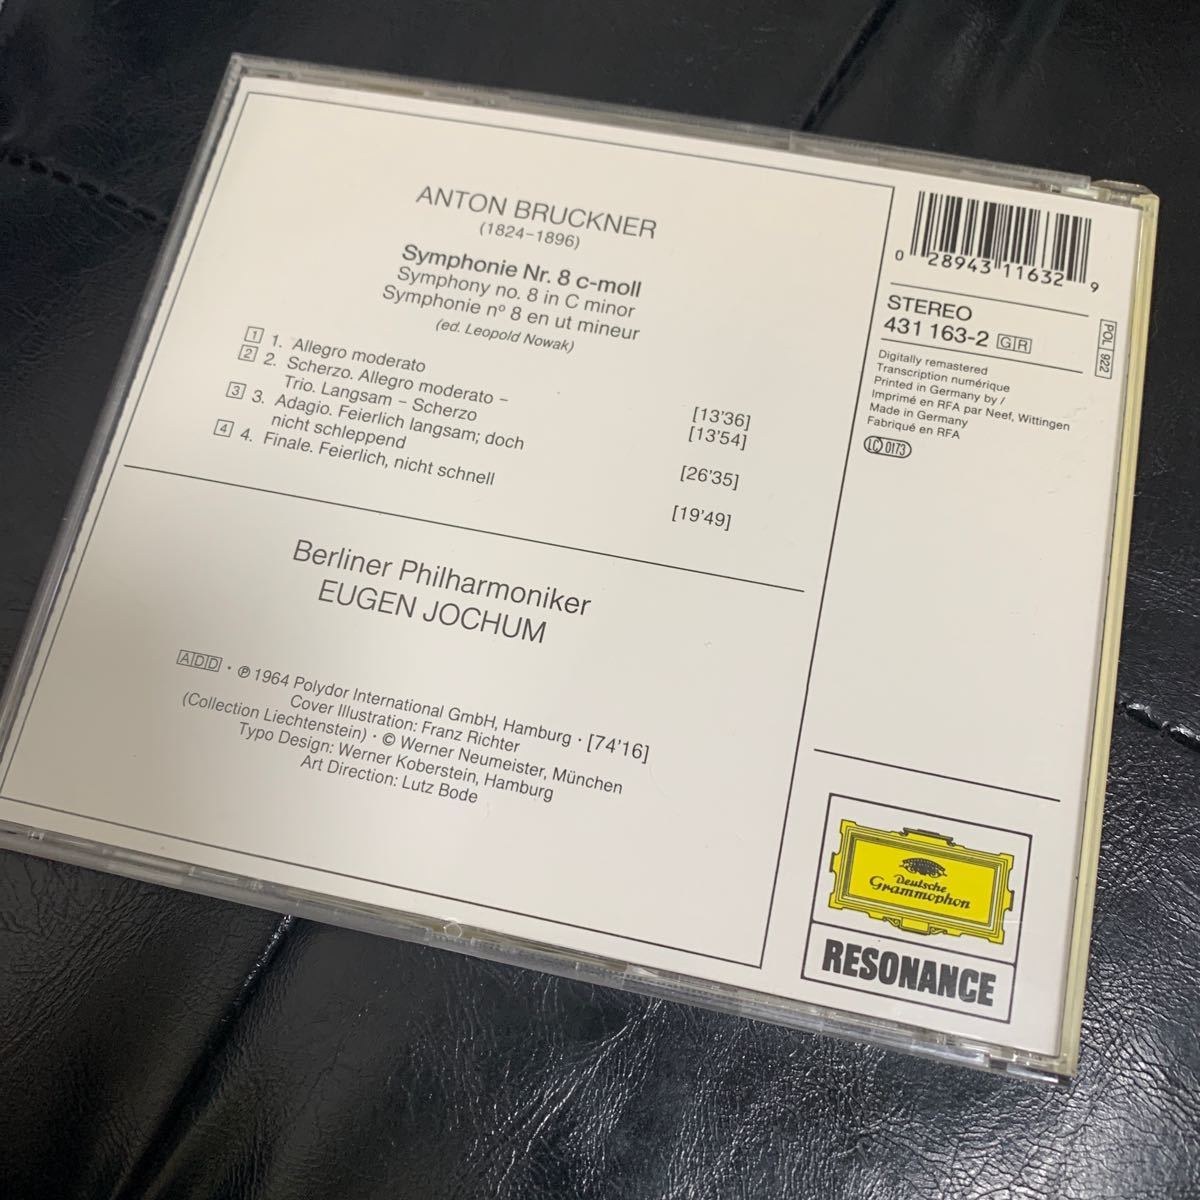 ANTON BRUCKNER
(1824–1896)
Symphonie Nr. 8 c-moll
Symphony no. 8 in C minor
Symphonie nº 8 en ut mineur
(ed. Leopold Nowak)
1 1. Allegro moderato [13'36]
2 2. Scherzo. Allegro moderato –
Trio. Langsam – Scherzo [13'54]
3 3. Adagio. Feierlich langsam; doch
nicht schleppend [26'35]
4 4. Finale. Feierlich, nicht schnell [19'49]
Berliner Philharmoniker
EUGEN JOCHUM
ADD · ℗ 1964 Polydor International GmbH, Hamburg · [74'16]
Cover Illustration: Franz Richter
(Collection Liechtenstein) · © Werner Neumeister, München
Typo Design: Werner Koberstein, Hamburg
Art Direction: Lutz Bode
0 28943 11632 9
STEREO
431 163-2 GR
POL 922
Digitally remastered
Transcription numérique
Printed in Germany by /
Imprimé en RFA par Neef, Wittingen
Made in Germany
Fabriqué en RFA
LC 0173
Deutsche
Grammophon
RESONANCE